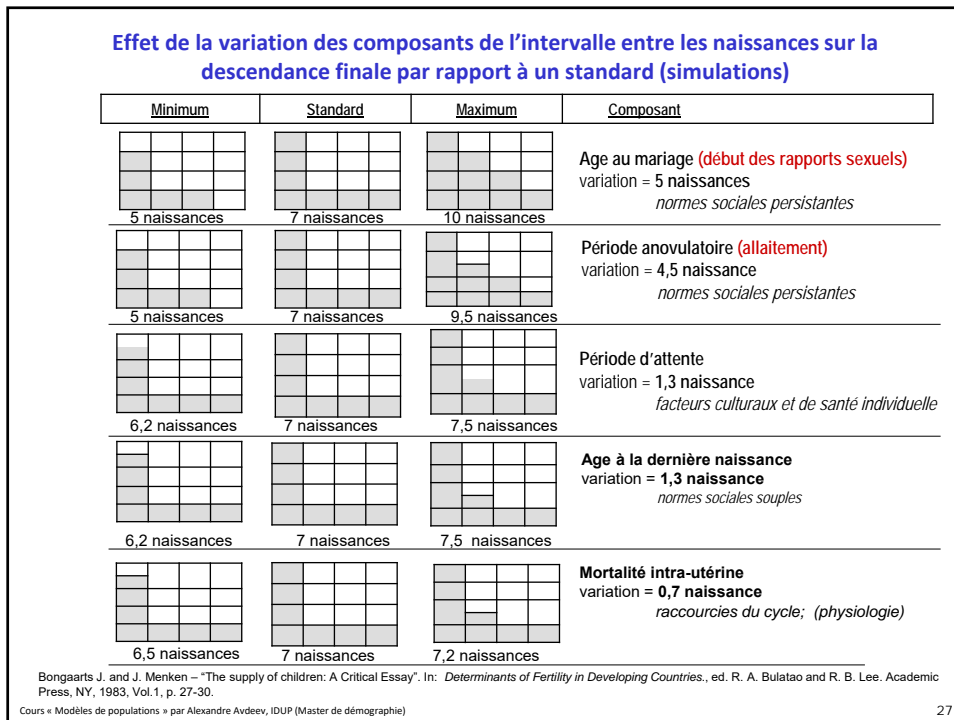 Effet de la variation des composants de l'intervalle entre les naissances sur la
descendance finale par rapport à un standard (simulations)
Minimum Standard Maximum Composant
Age au mariage (début des rapports sexuels)
variation = 5 naissances
normes sociales persistantes
5 naissances 7 naissances 10 naissances
Période anovulatoire (allaitement)
variation = 4,5 naissance
normes sociales persistantes
5 naissances 7 naissances 9,5 naissances
Période d'attente
variation = 1,3 naissance
facteurs culturaux et de santé individuelle
6,2 naissances 7 naissances 7,5 naissances
Age à la dernière naissance
variation = 1,3 naissance
normes sociales souples
6,2 naissances 7 naissances 7,5 naissances
Mortalité intra-utérine
variation = 0,7 naissance
raccourcies du cycle; (physiologie)
6,5 naissances 7 naissances 7,2 naissances
Bongaarts J. and J. Menken – "The supply of children: A Critical Essay". In: Determinants of Fertility in Developing Countries., ed. R. A. Bulatao and R. B. Lee. Academic
Press, NY, 1983, Vol.1, p. 27-30.
Cours « Modèles de populations » par Alexandre Avdeev, IDUP (Master de démographie) 27